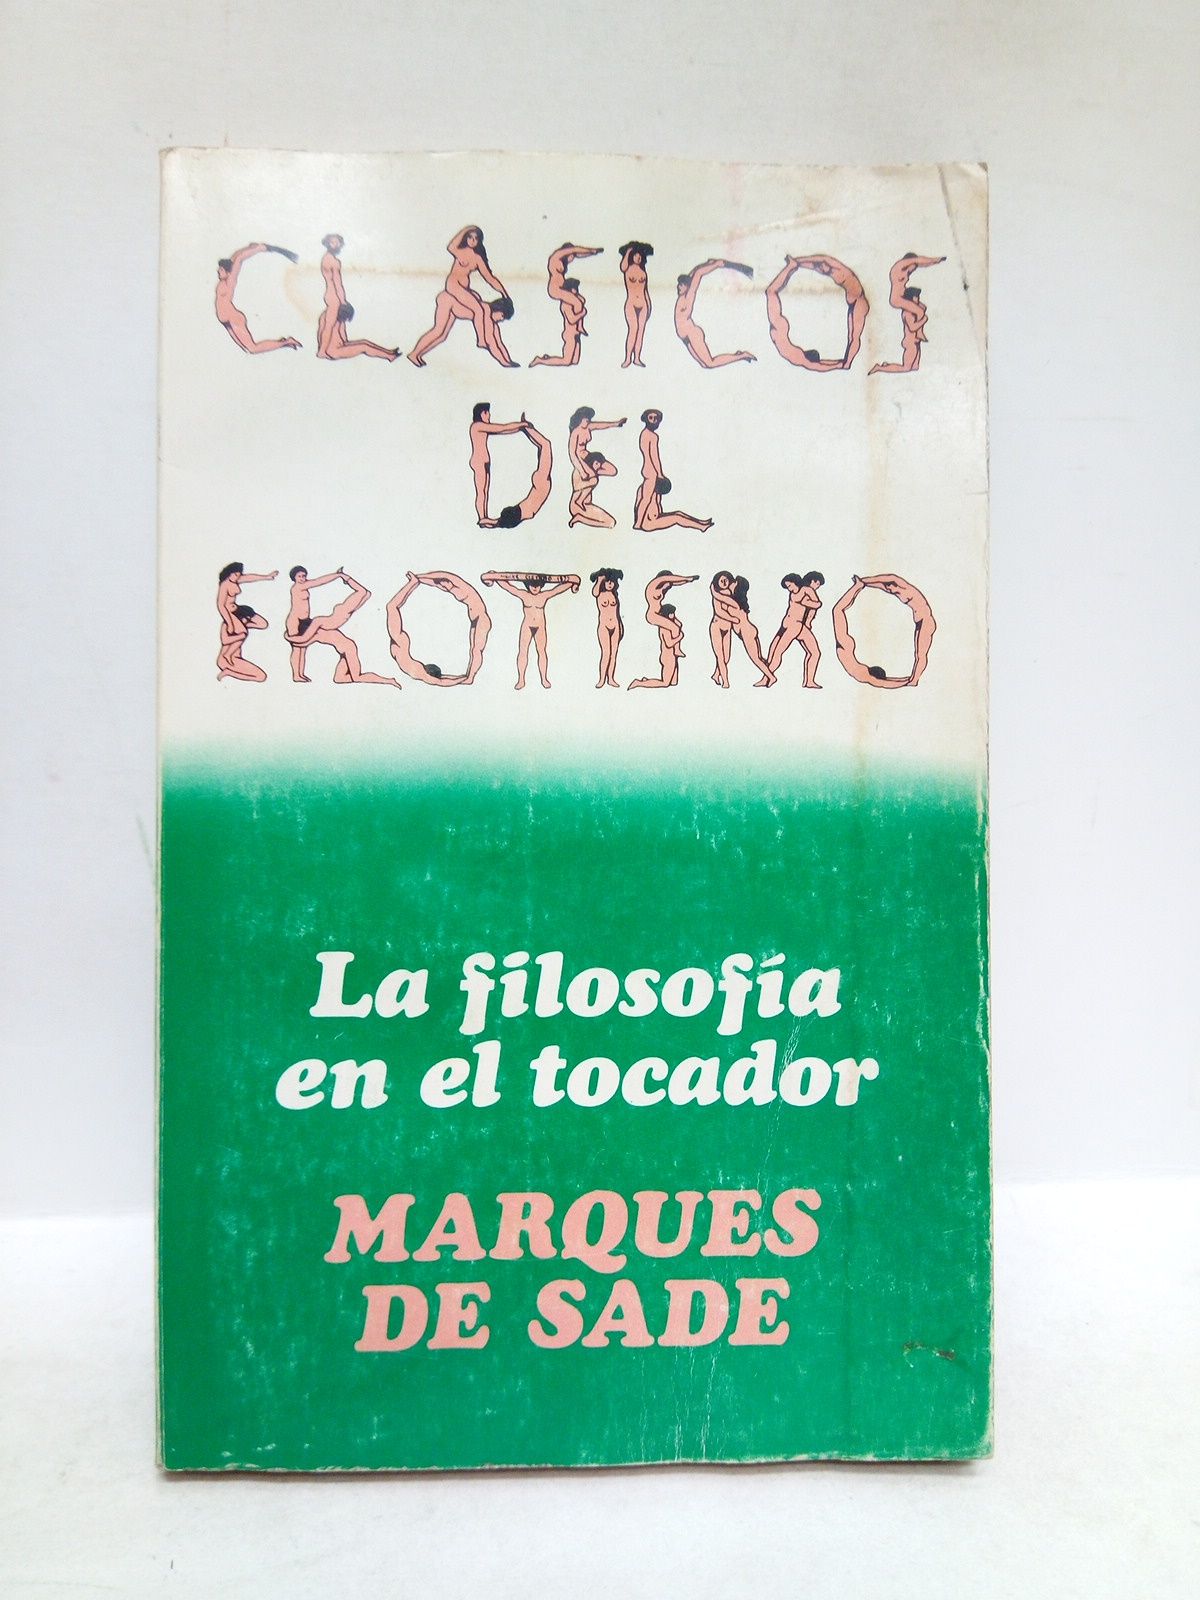 CLASICOS
DEL
EROTISMO
La filosofía
en el tocador
MARQUES
DE SADE